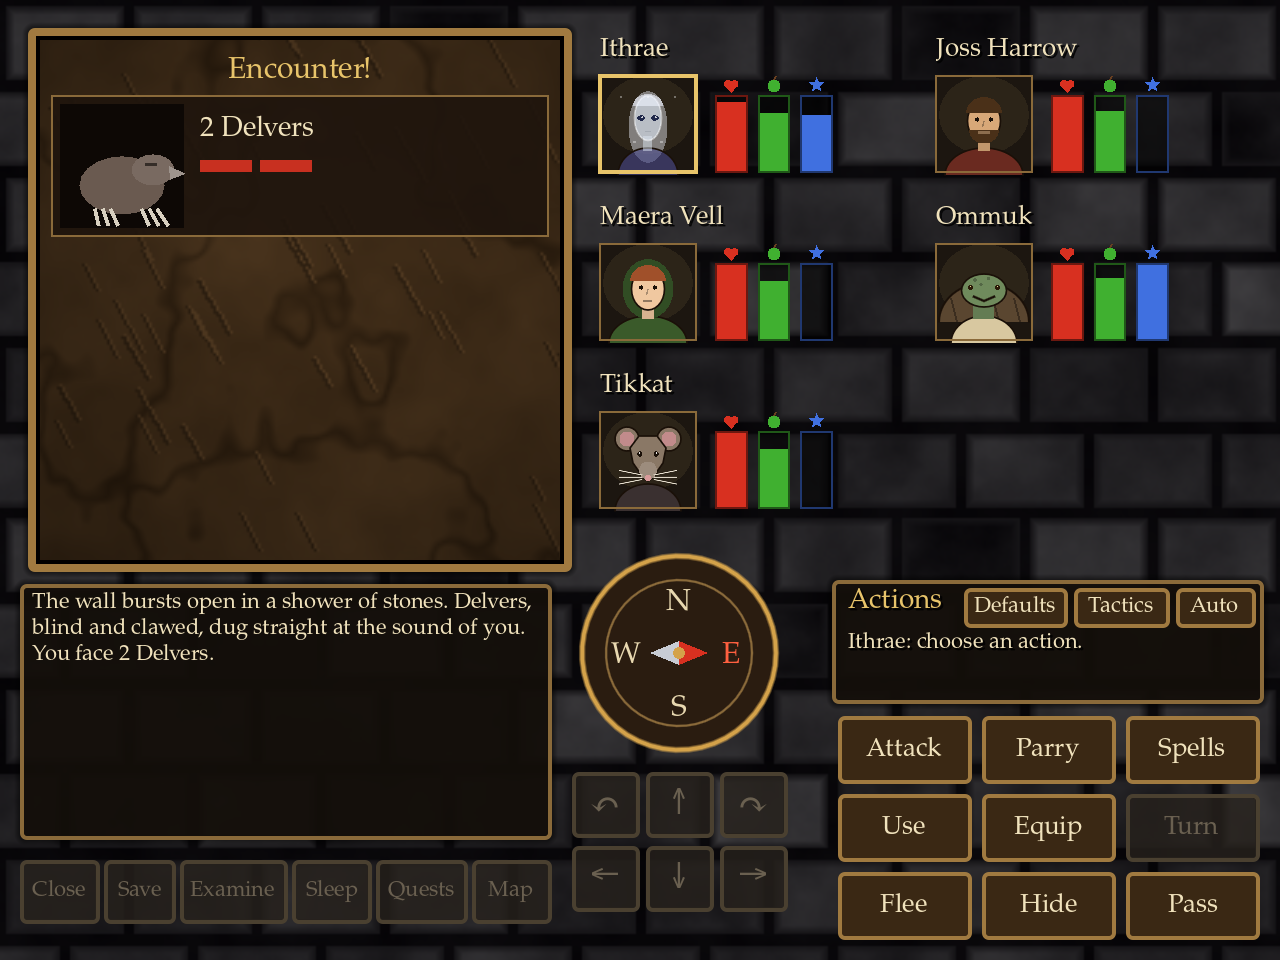 Encounter!
2 Delvers
Ithrae
Joss Harrow
Maera Vell
Ommuk
Tikkat
The wall bursts open in a shower of stones. Delvers,
blind and clawed, dug straight at the sound of you.
You face 2 Delvers.
N
W E
S
Actions Defaults Tactics Auto
Ithrae: choose an action.
Attack Parry Spells
Use Equip Turn
Flee Hide Pass
Close Save Examine Sleep Quests Map